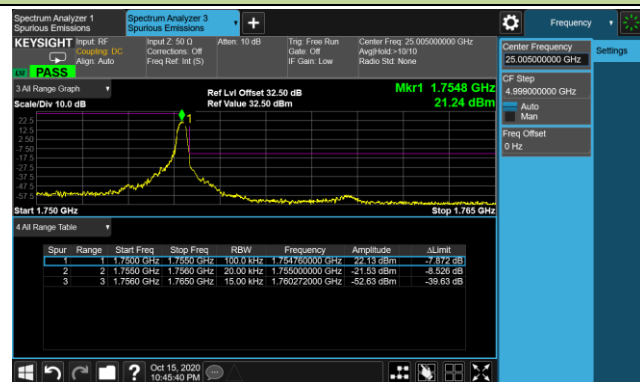 Spectrum Analyzer 1
Spurious Emissions
Spectrum Analyzer 3
Spurious Emissions
Frequency
KEYSIGHT
Input: RF
Coupling: DC
Align: Auto
Input Z: 50 Ω
Corrections: Off
Freq Ref: Int (S)
Atten: 10 dB
Trig: Free Run
Gate: Off
IF Gain: Low
Center Freq: 25.005000000 GHz
Avg|Hold:>10/10
Radio Std: None
PASS
Center Frequency
25.005000000 GHz
Settings
CF Step
4.999000000 GHz
Auto
Man
Freq Offset
0 Hz
3 All Range Graph
Scale/Div 10.0 dB
Ref Lvl Offset 32.50 dB
Ref Value 32.50 dBm
Mkr1 1.7548 GHz
21.24 dBm
1
22.5
12.5
2.50
-7.50
-17.5
-27.5
-37.5
-47.5
-57.5
Start 1.750 GHz
Stop 1.765 GHz
4 All Range Table
Spur Range Start Freq Stop Freq RBW Frequency Amplitude ΔLimit
1 1 1.7500 GHz 1.7550 GHz 100.0 kHz 1.754760000 GHz 22.13 dBm -7.872 dB
2 2 1.7550 GHz 1.7560 GHz 20.00 kHz 1.755000000 GHz -21.53 dBm -8.526 dB
3 3 1.7560 GHz 1.7650 GHz 15.00 kHz 1.760272000 GHz -52.63 dBm -39.63 dB
Oct 15, 2020
10:45:40 PM